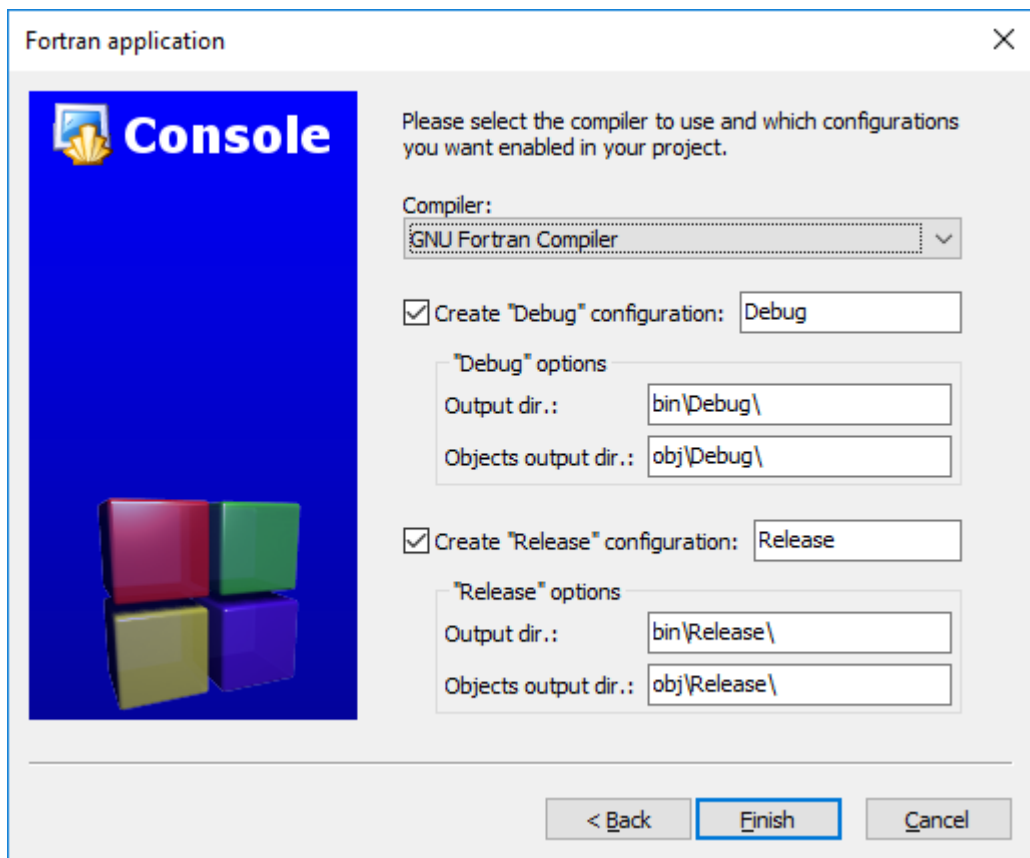 Fortran application
Console
Please select the compiler to use and which configurations
you want enabled in your project.
Compiler:
GNU Fortran Compiler
Create "Debug" configuration: Debug
"Debug" options
Output dir.: bin\Debug\
Objects output dir.: obj\Debug\
Create "Release" configuration: Release
"Release" options
Output dir.: bin\Release\
Objects output dir.: obj\Release\
< Back Finish Cancel